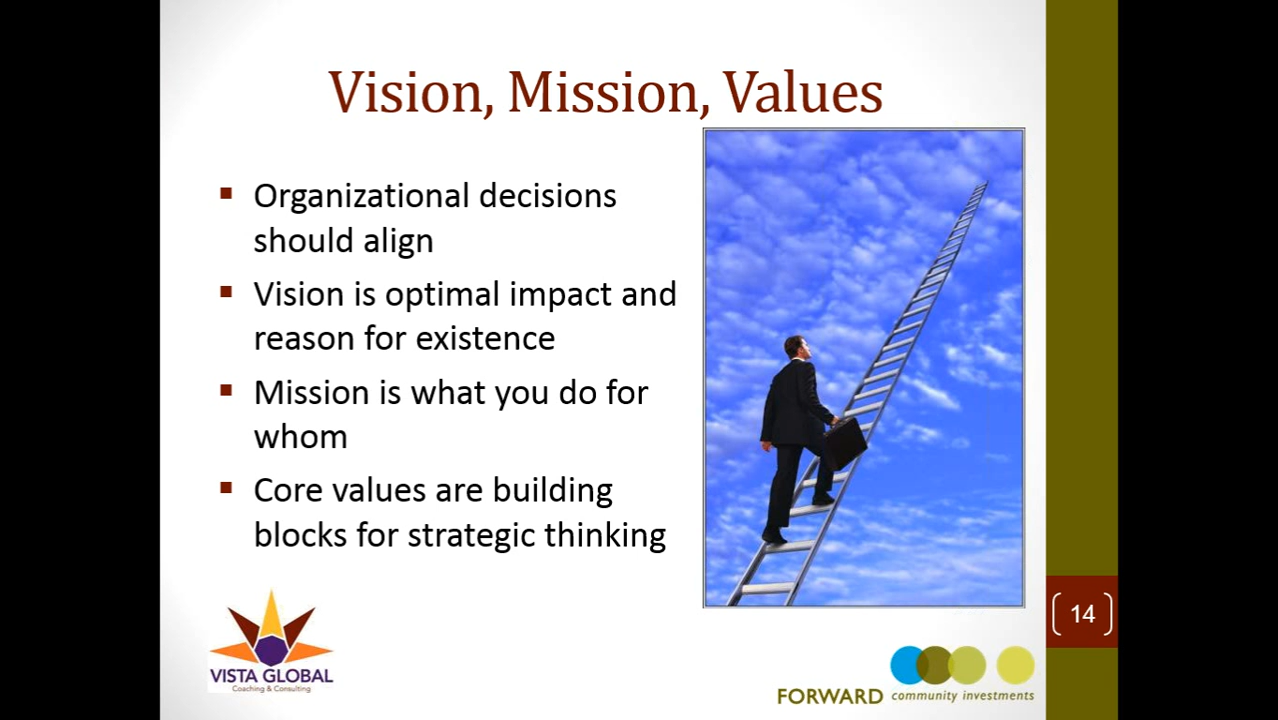 Vision, Mission, Values
Organizational decisions
should align
Vision is optimal impact and
reason for existence
Mission is what you do for
whom
Core values are building
blocks for strategic thinking
14
VISTA GLOBAL
Coaching & Consulting
FORWARD community investments